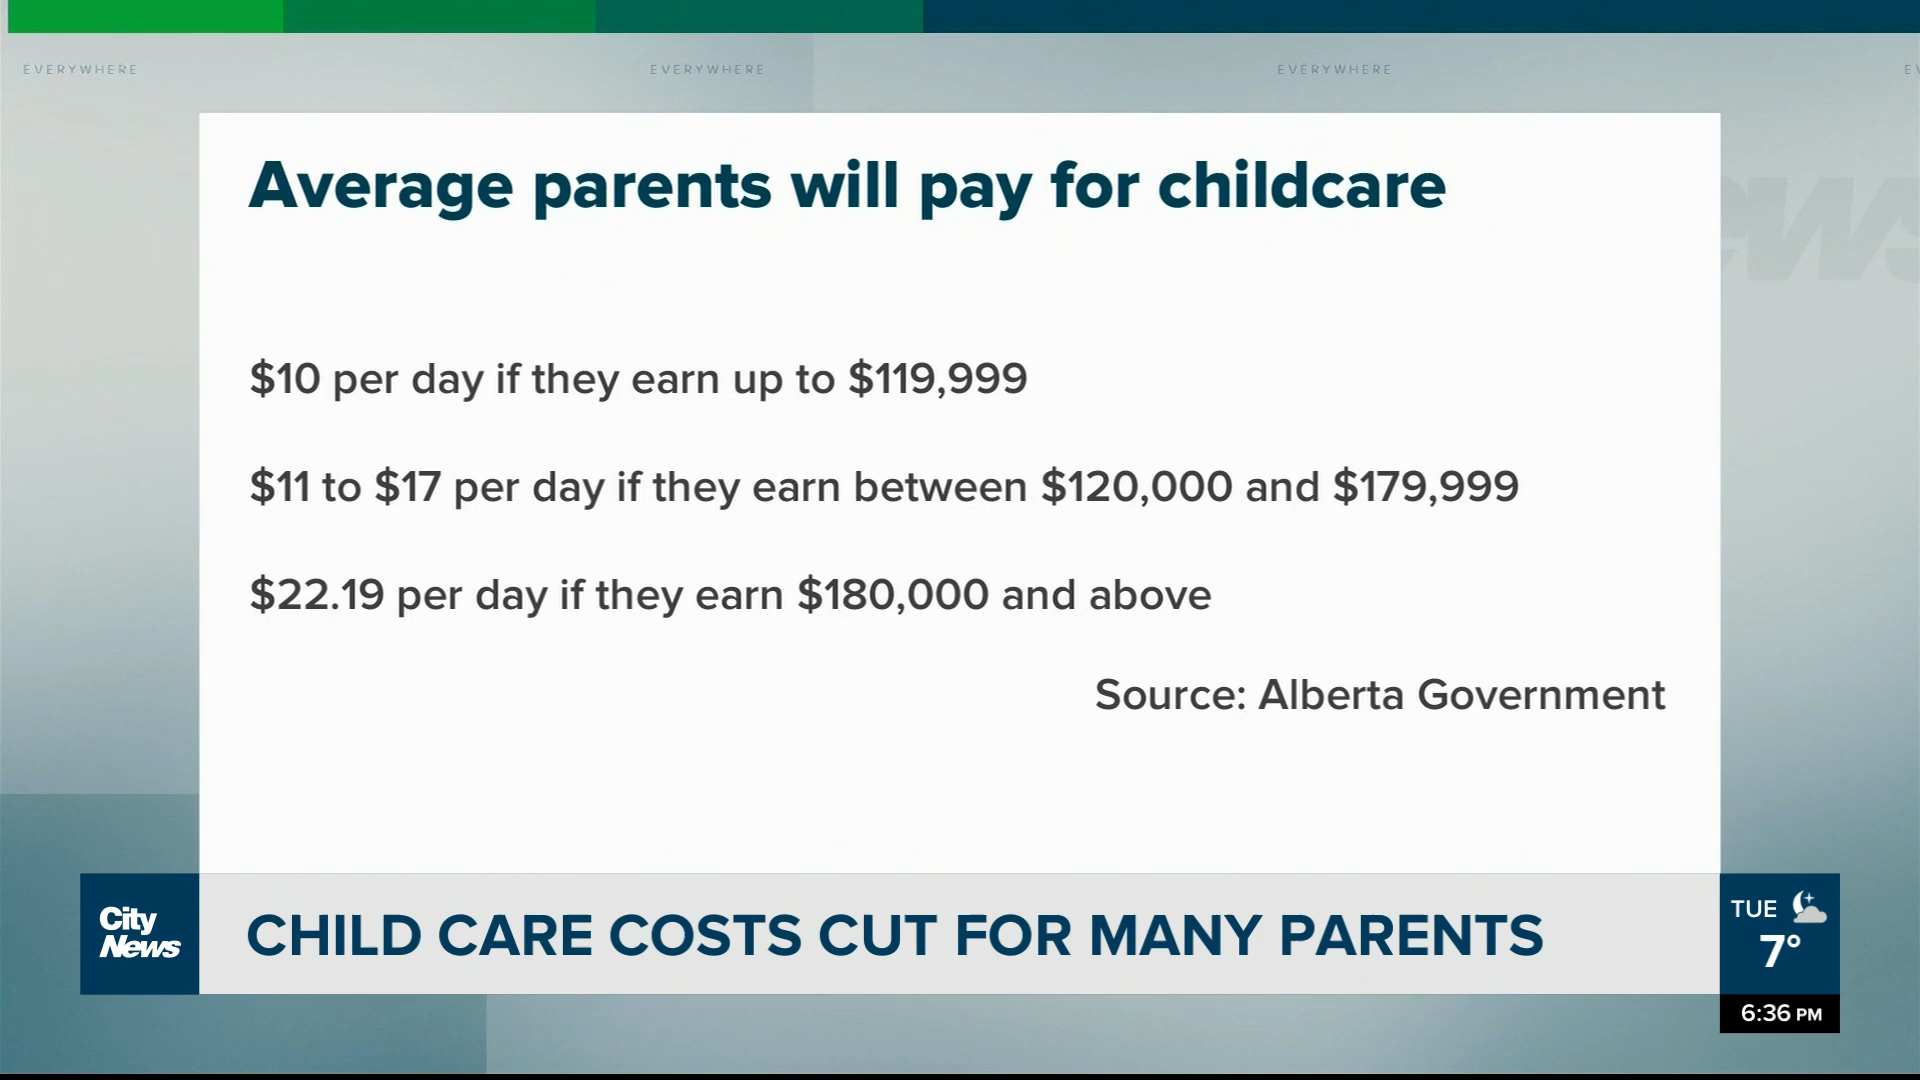 EVERYWHERE EVERYWHERE EVERYWHERE
Average parents will pay for childcare
$10 per day if they earn up to $119,999
$11 to $17 per day if they earn between $120,000 and $179,999
$22.19 per day if they earn $180,000 and above
Source: Alberta Government
City
News
CHILD CARE COSTS CUT FOR MANY PARENTS
TUE
7°
6:36 PM